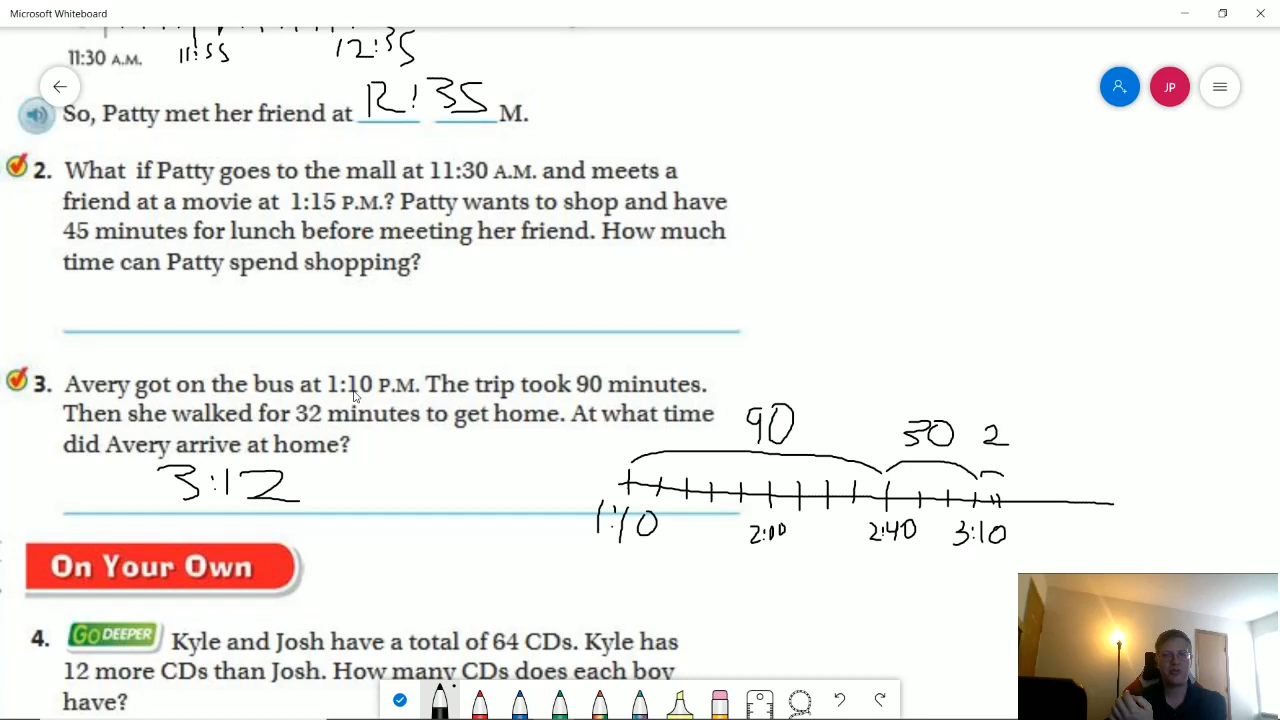 Microsoft Whiteboard
11:55
12:35
11:30 A.M.
12:35
So, Patty met her friend at ____ ____ M.
JP
2. What if Patty goes to the mall at 11:30 A.M. and meets a
friend at a movie at 1:15 P.M.? Patty wants to shop and have
45 minutes for lunch before meeting her friend. How much
time can Patty spend shopping?
3. Avery got on the bus at 1:10 P.M. The trip took 90 minutes.
Then she walked for 32 minutes to get home. At what time
did Avery arrive at home?
3:12
90
30
2
1:10
2:00
2:40
3:10
On Your Own
4. GO DEEPER Kyle and Josh have a total of 64 CDs. Kyle has
12 more CDs than Josh. How many CDs does each boy
have?